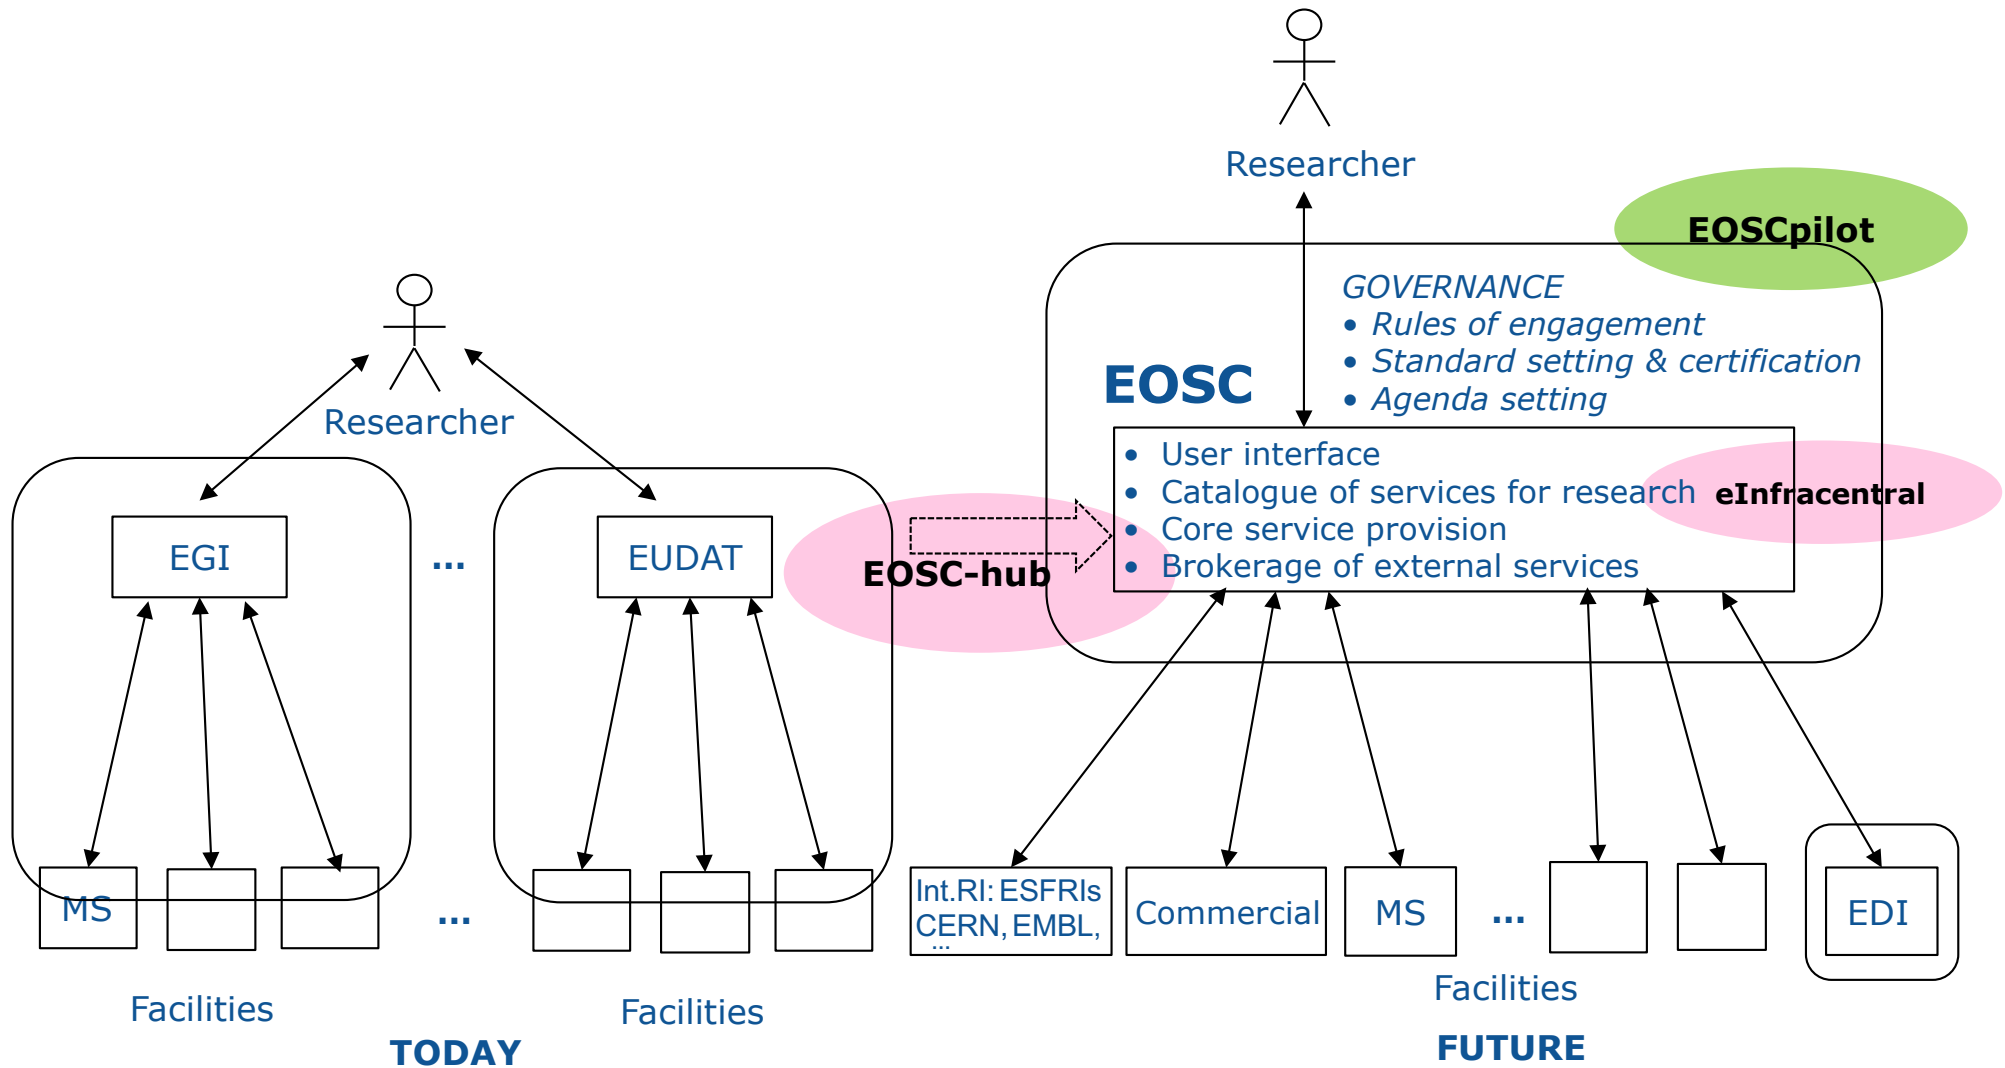 Researcher
EOSCpilot
GOVERNANCE
• Rules of engagement
• Standard setting & certification
• Agenda setting
EOSC
Researcher
• User interface
• Catalogue of services for research
• Core service provision
• Brokerage of external services
eInfracentral
EGI
...
EUDAT
EOSC-hub
MS
...
Int.RI: ESFRIs
CERN, EMBL,
...
Commercial
MS
...
EDI
Facilities
Facilities
Facilities
TODAY
FUTURE